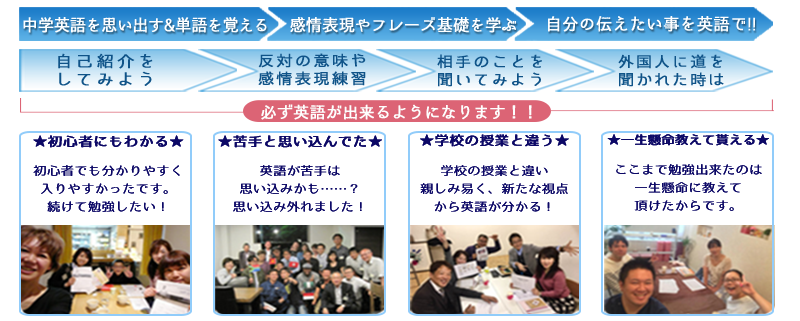 中学英語を思い出す&単語を覚える
感情表現やフレーズ基礎を学ぶ
自分の伝えたい事を英語で!!
自己紹介を
してみよう
反対の意味や
感情表現練習
相手のことを
聞いてみよう
外国人に道を
聞かれた時は
必ず英語が出来るようになります！！
★初心者にもわかる★
初心者でも分かりやすく
入りやすかったです。
続けて勉強したい！
★苦手と思い込んでた★
英語が苦手は
思い込みかも……？
思い込み外れました！
★学校の授業と違う★
学校の授業と違い
親しみ易く、新たな視点
から英語が分かる！
★一生懸命教えて貰える★
ここまで勉強出来たのは
一生懸命に教えて
頂けたからです。